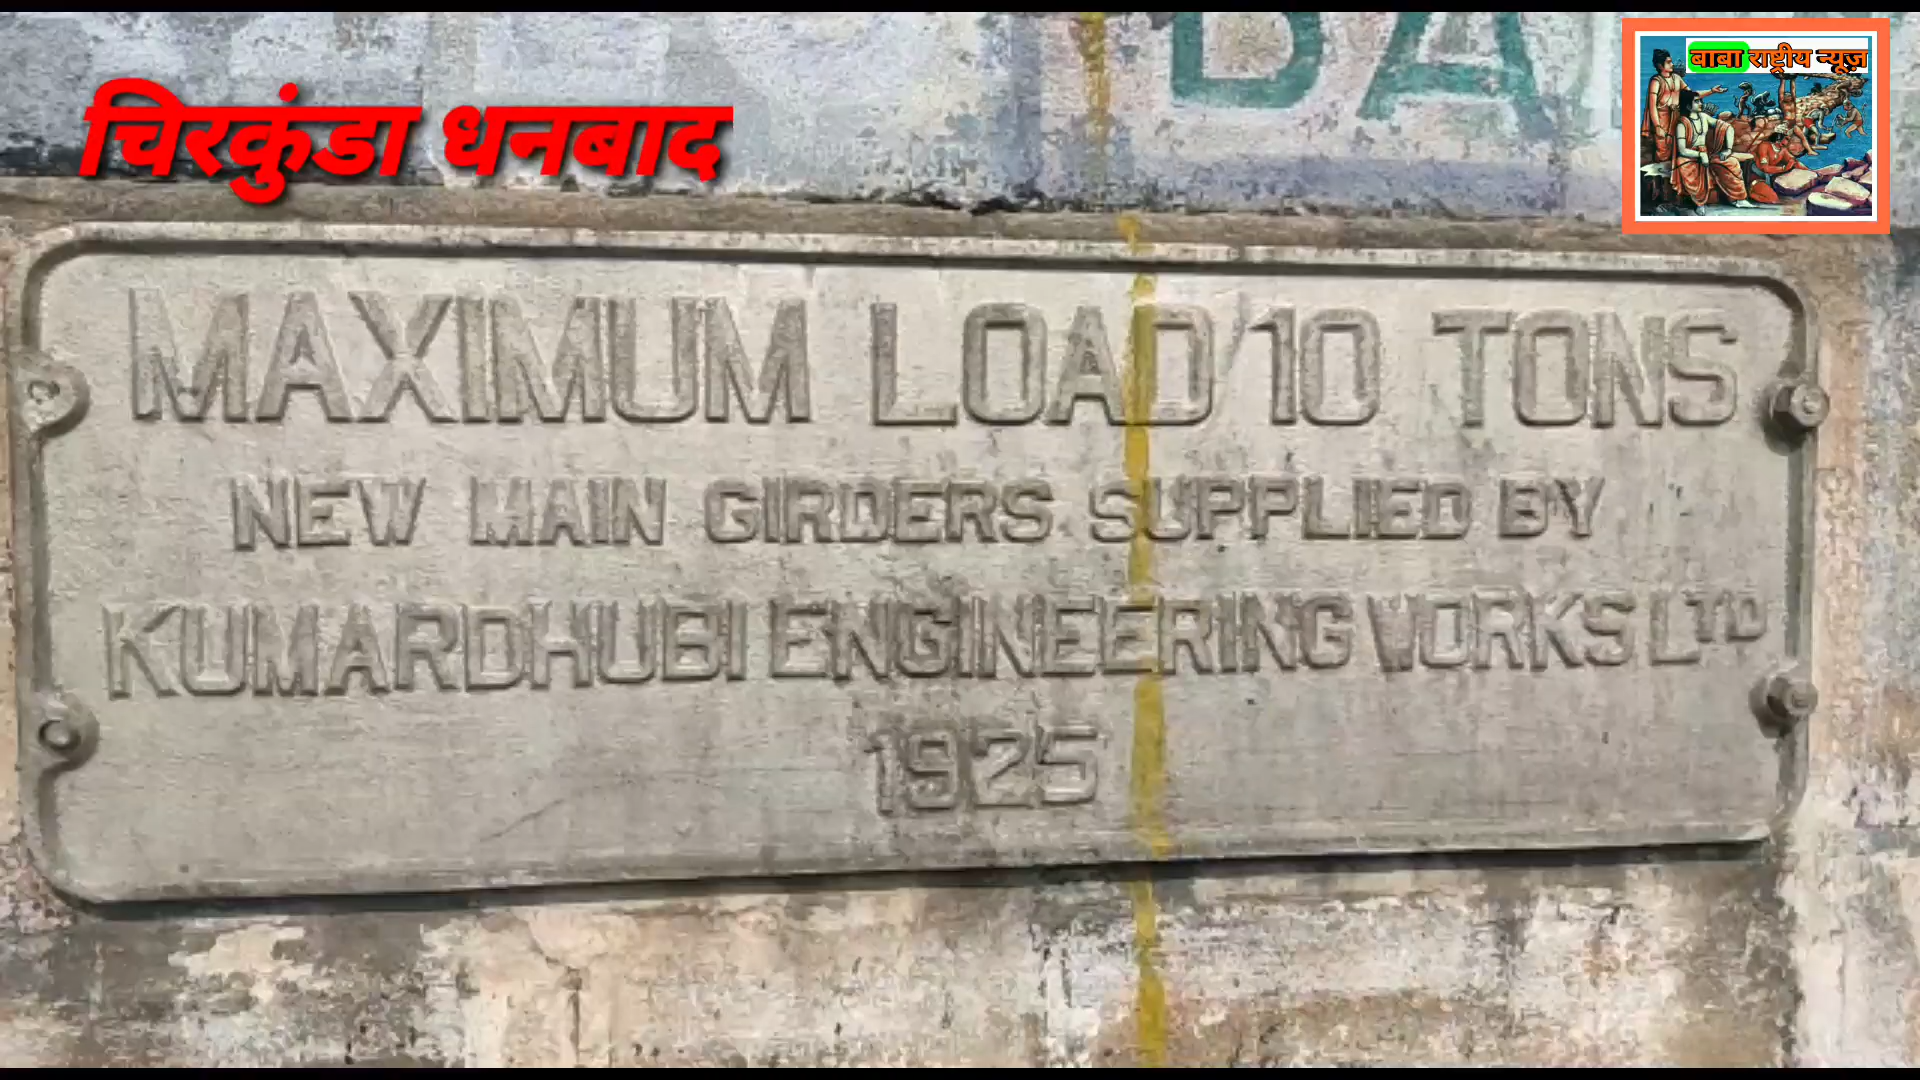 चिरकुंडा धनबाद
बाबा राष्ट्रीय न्यूज़
MAXIMUM LOAD 10 TONS
NEW MAIN GIRDERS SUPPLIED BY
KUMARDHUBI ENGINEERING WORKS LTD
1925